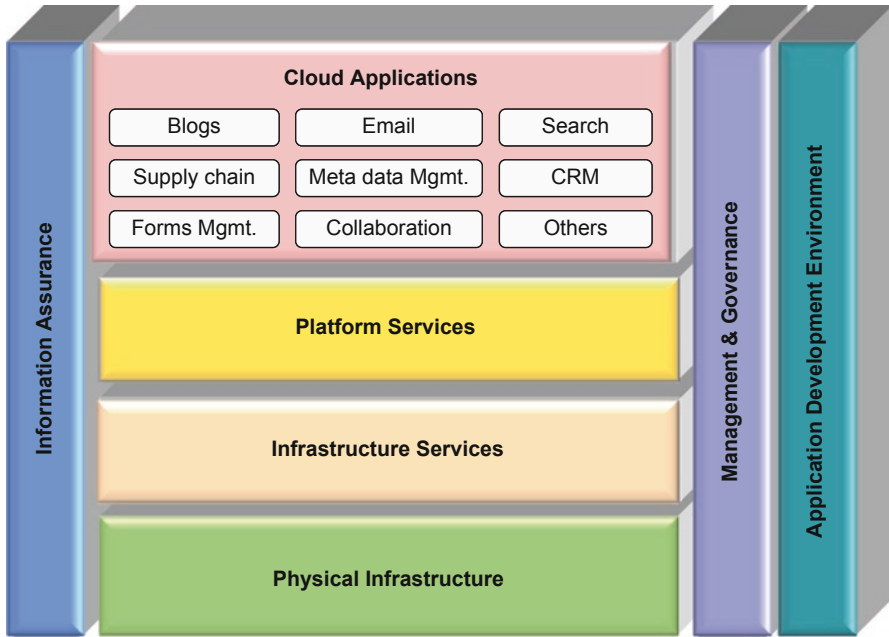 Cloud Applications
Blogs
Email
Search
Supply chain
Meta data Mgmt.
CRM
Forms Mgmt.
Collaboration
Others
Platform Services
Infrastructure Services
Physical Infrastructure
Information Assurance
Management & Governance
Application Development Environment